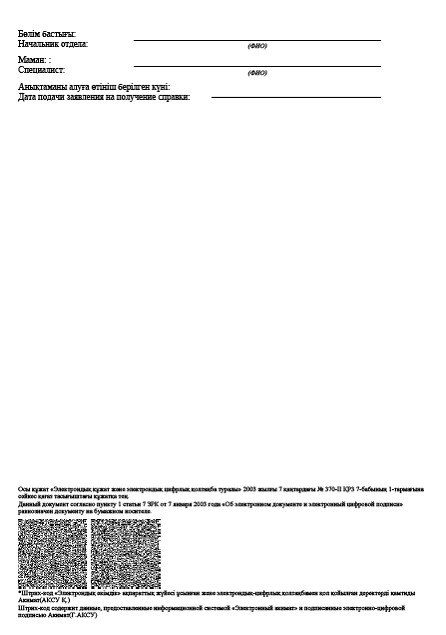 Бөлім бастығы:
Начальник отдела:
(ФИО)
Маман: :
Специалист:
(ФИО)
Анықтаманы алуға өтініш берілген күні:
Дата подачи заявления на получение справки:
Осы құжат «Электрондық құжат және электрондық цифрлық қолтаңба туралы» 2003 жылғы 7 қаңтардағы № 370-II ҚРЗ 7-бабының 1-тармағына
сәйкес қағаз тасығыштағы құжатқа тең.
Данный документ согласно пункту 1 статьи 7 ЗРК от 7 января 2003 года «Об электронном документе и электронной цифровой подписи»
равнозначен документу на бумажном носителе.
*Штрих-код «Электрондық әкімдік» ақпараттық жүйесі ұсынған және электрондық-цифрлық қолтаңбамен қол қойылған деректерді қамтиды
Акимат(АКСУ Қ.)
Штрих-код содержит данные, предоставленные информационной системой «Электронный акимат» и подписанные электронно-цифровой
подписью Акимат(Г.АКСУ)